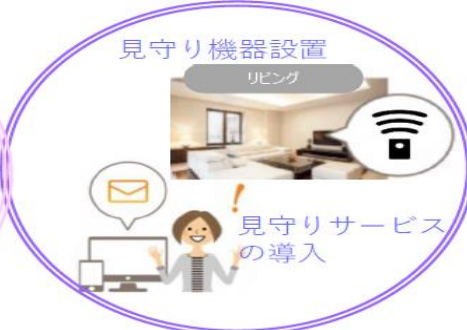 見守り機器設置
リビング
見守りサービス
の導入